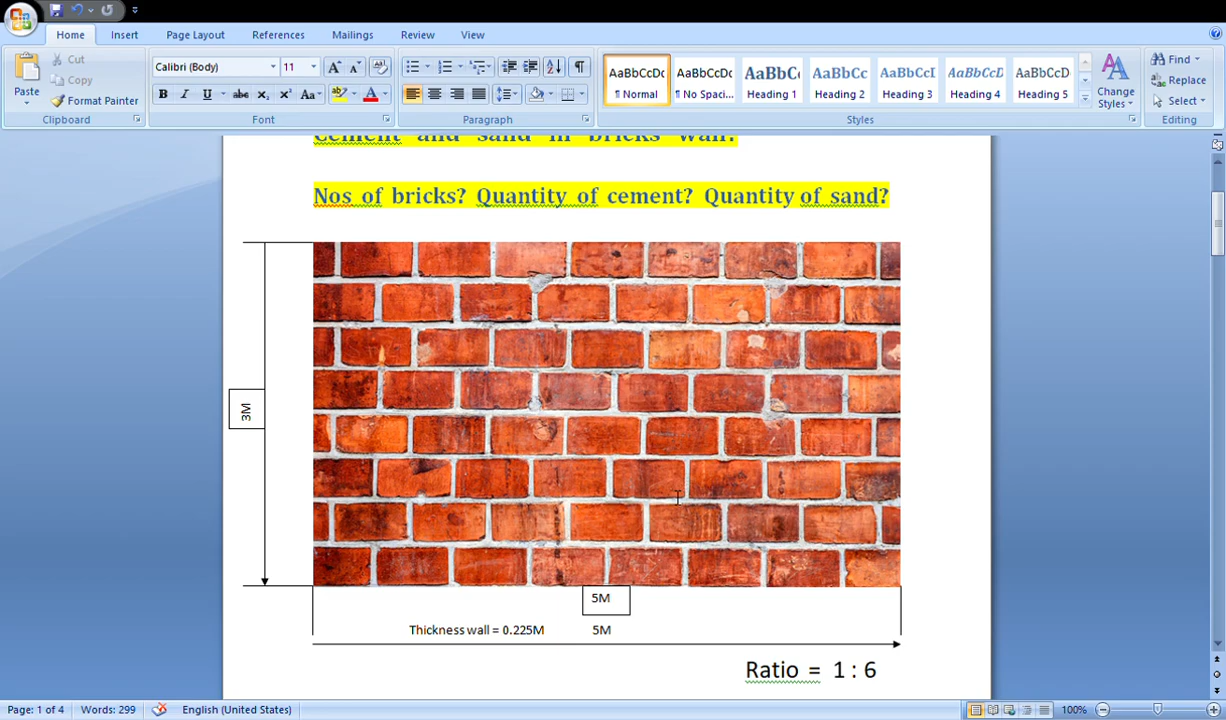 Home Insert Page Layout References Mailings Review View
Paste
Cut
Copy
Format Painter
Clipboard
Calibri (Body) 11
B I U abc X₂ X² Aa
Font
Paragraph
AaBbCcDc AaBbCcDc AaBbC AaBbCc AaBbCcI AaBbCcD AaBbCcD
¶ Normal ¶ No Spaci... Heading 1 Heading 2 Heading 3 Heading 4 Heading 5
Change Styles
Styles
Find
Replace
Select
Editing
Cement and sand in bricks wall?
Nos of bricks? Quantity of cement? Quantity of sand?
3M
5M
Thickness wall = 0.225M 5M
Ratio = 1 : 6
Page: 1 of 4 Words: 299 English (United States) 100%